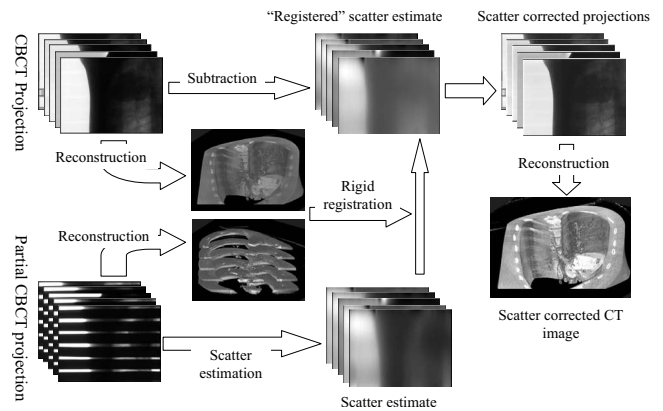 “Registered” scatter estimate
Scatter corrected projections
CBCT Projection
Subtraction
Reconstruction
Reconstruction
Rigid
registration
Reconstruction
Partial CBCT projection
Scatter corrected CT
image
Scatter
estimation
Scatter estimate